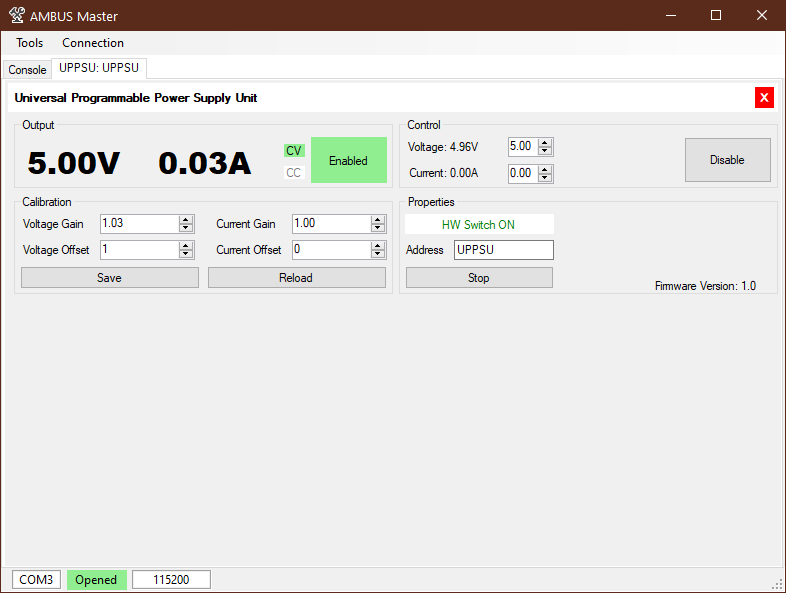 AMBUS Master
Tools Connection
Console UPPSU: UPPSU
Universal Programmable Power Supply Unit X
Output
5.00V 0.03A CV CC Enabled
Control
Voltage: 4.96V 5.00
Current: 0.00A 0.00
Disable
Calibration
Voltage Gain 1.03 Current Gain 1.00
Voltage Offset 1 Current Offset 0
Save Reload
Properties
HW Switch ON
Address UPPSU
Stop
Firmware Version: 1.0
COM3 Opened 115200